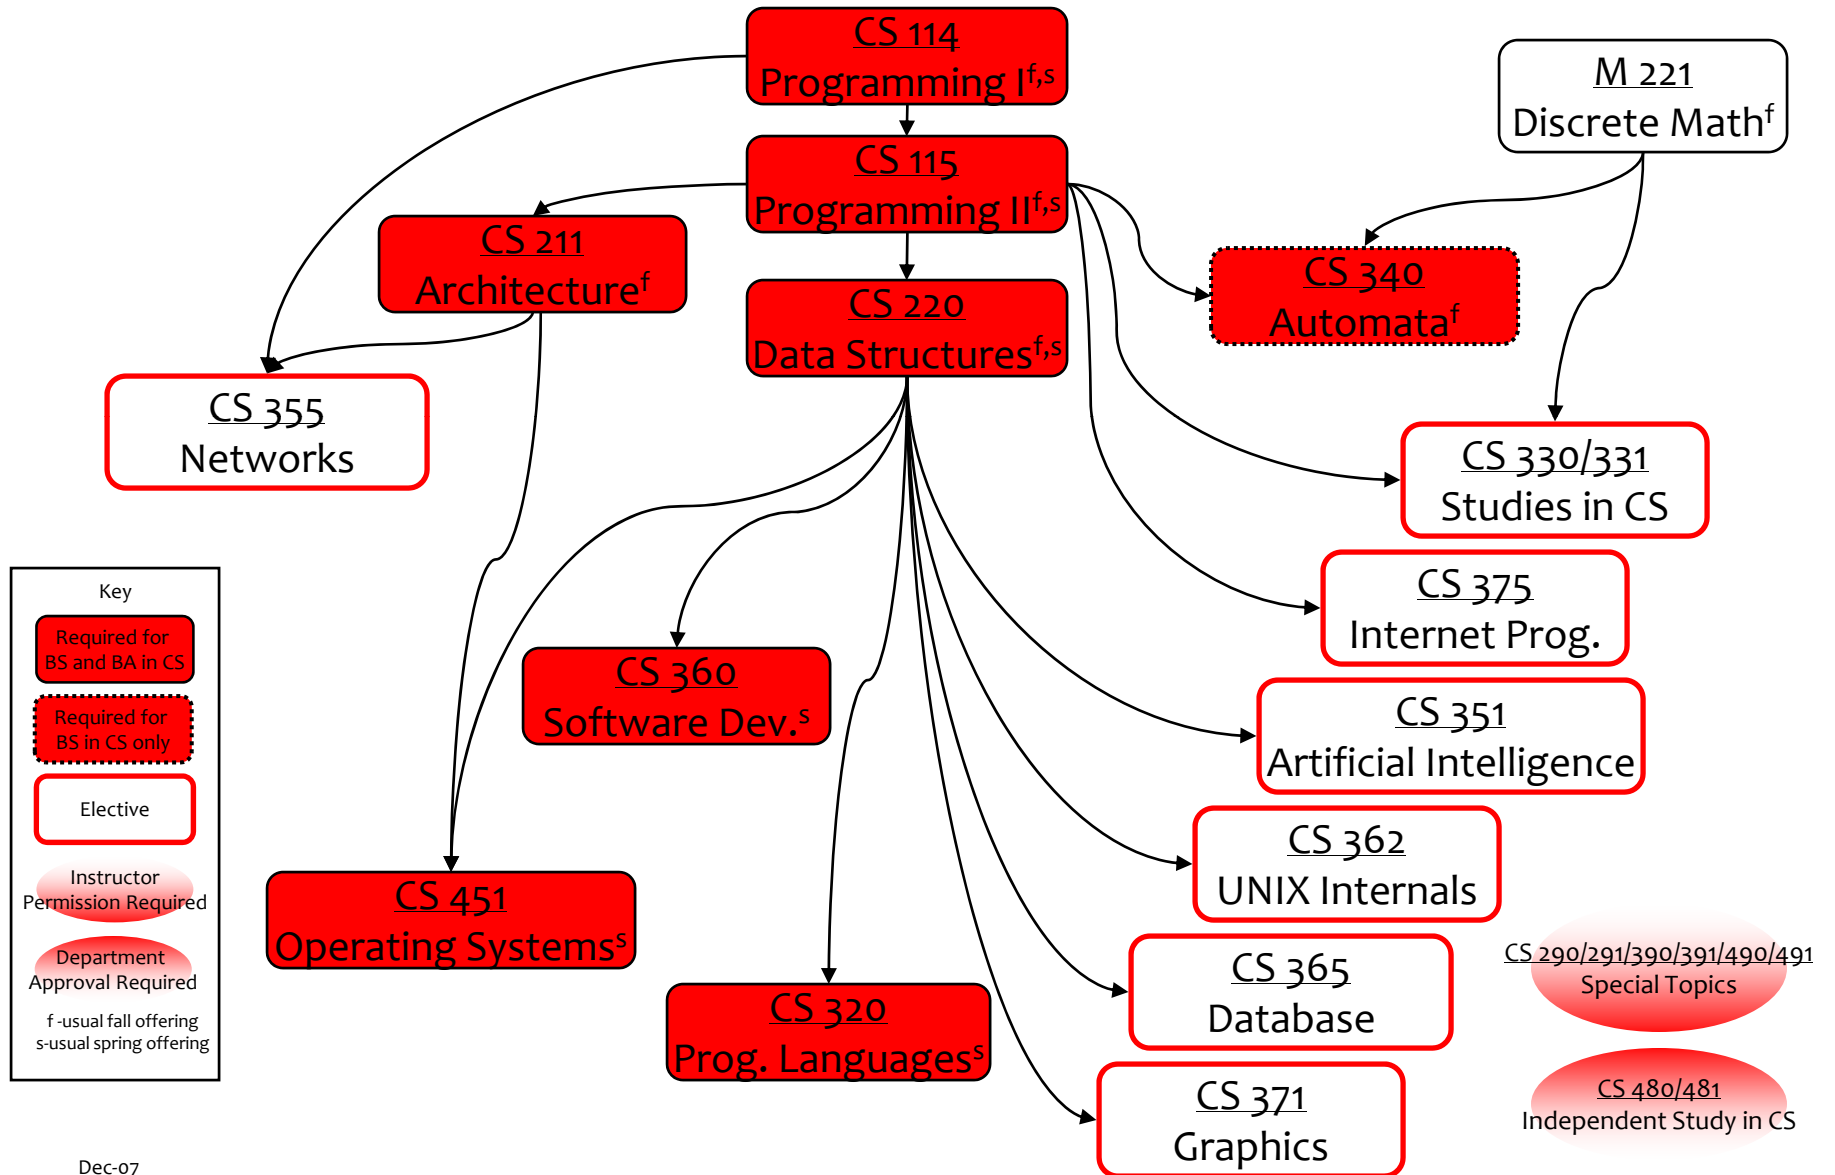 CS 114
Programming I^f,s
M 221
Discrete Math^f
CS 115
Programming II^f,s
CS 211
Architecture^f
CS 340
Automata^f
CS 220
Data Structures^f,s
CS 355
Networks
CS 330/331
Studies in CS
CS 375
Internet Prog.
Key
Required for
BS and BA in CS
Required for
BS in CS only
Elective
Instructor
Permission Required
Department
Approval Required
f -usual fall offering
s-usual spring offering
CS 360
Software Dev.^s
CS 351
Artificial Intelligence
CS 362
UNIX Internals
CS 451
Operating Systems^s
CS 365
Database
CS 290/291/390/391/490/491
Special Topics
CS 320
Prog. Languages^s
CS 371
Graphics
CS 480/481
Independent Study in CS
Dec-07